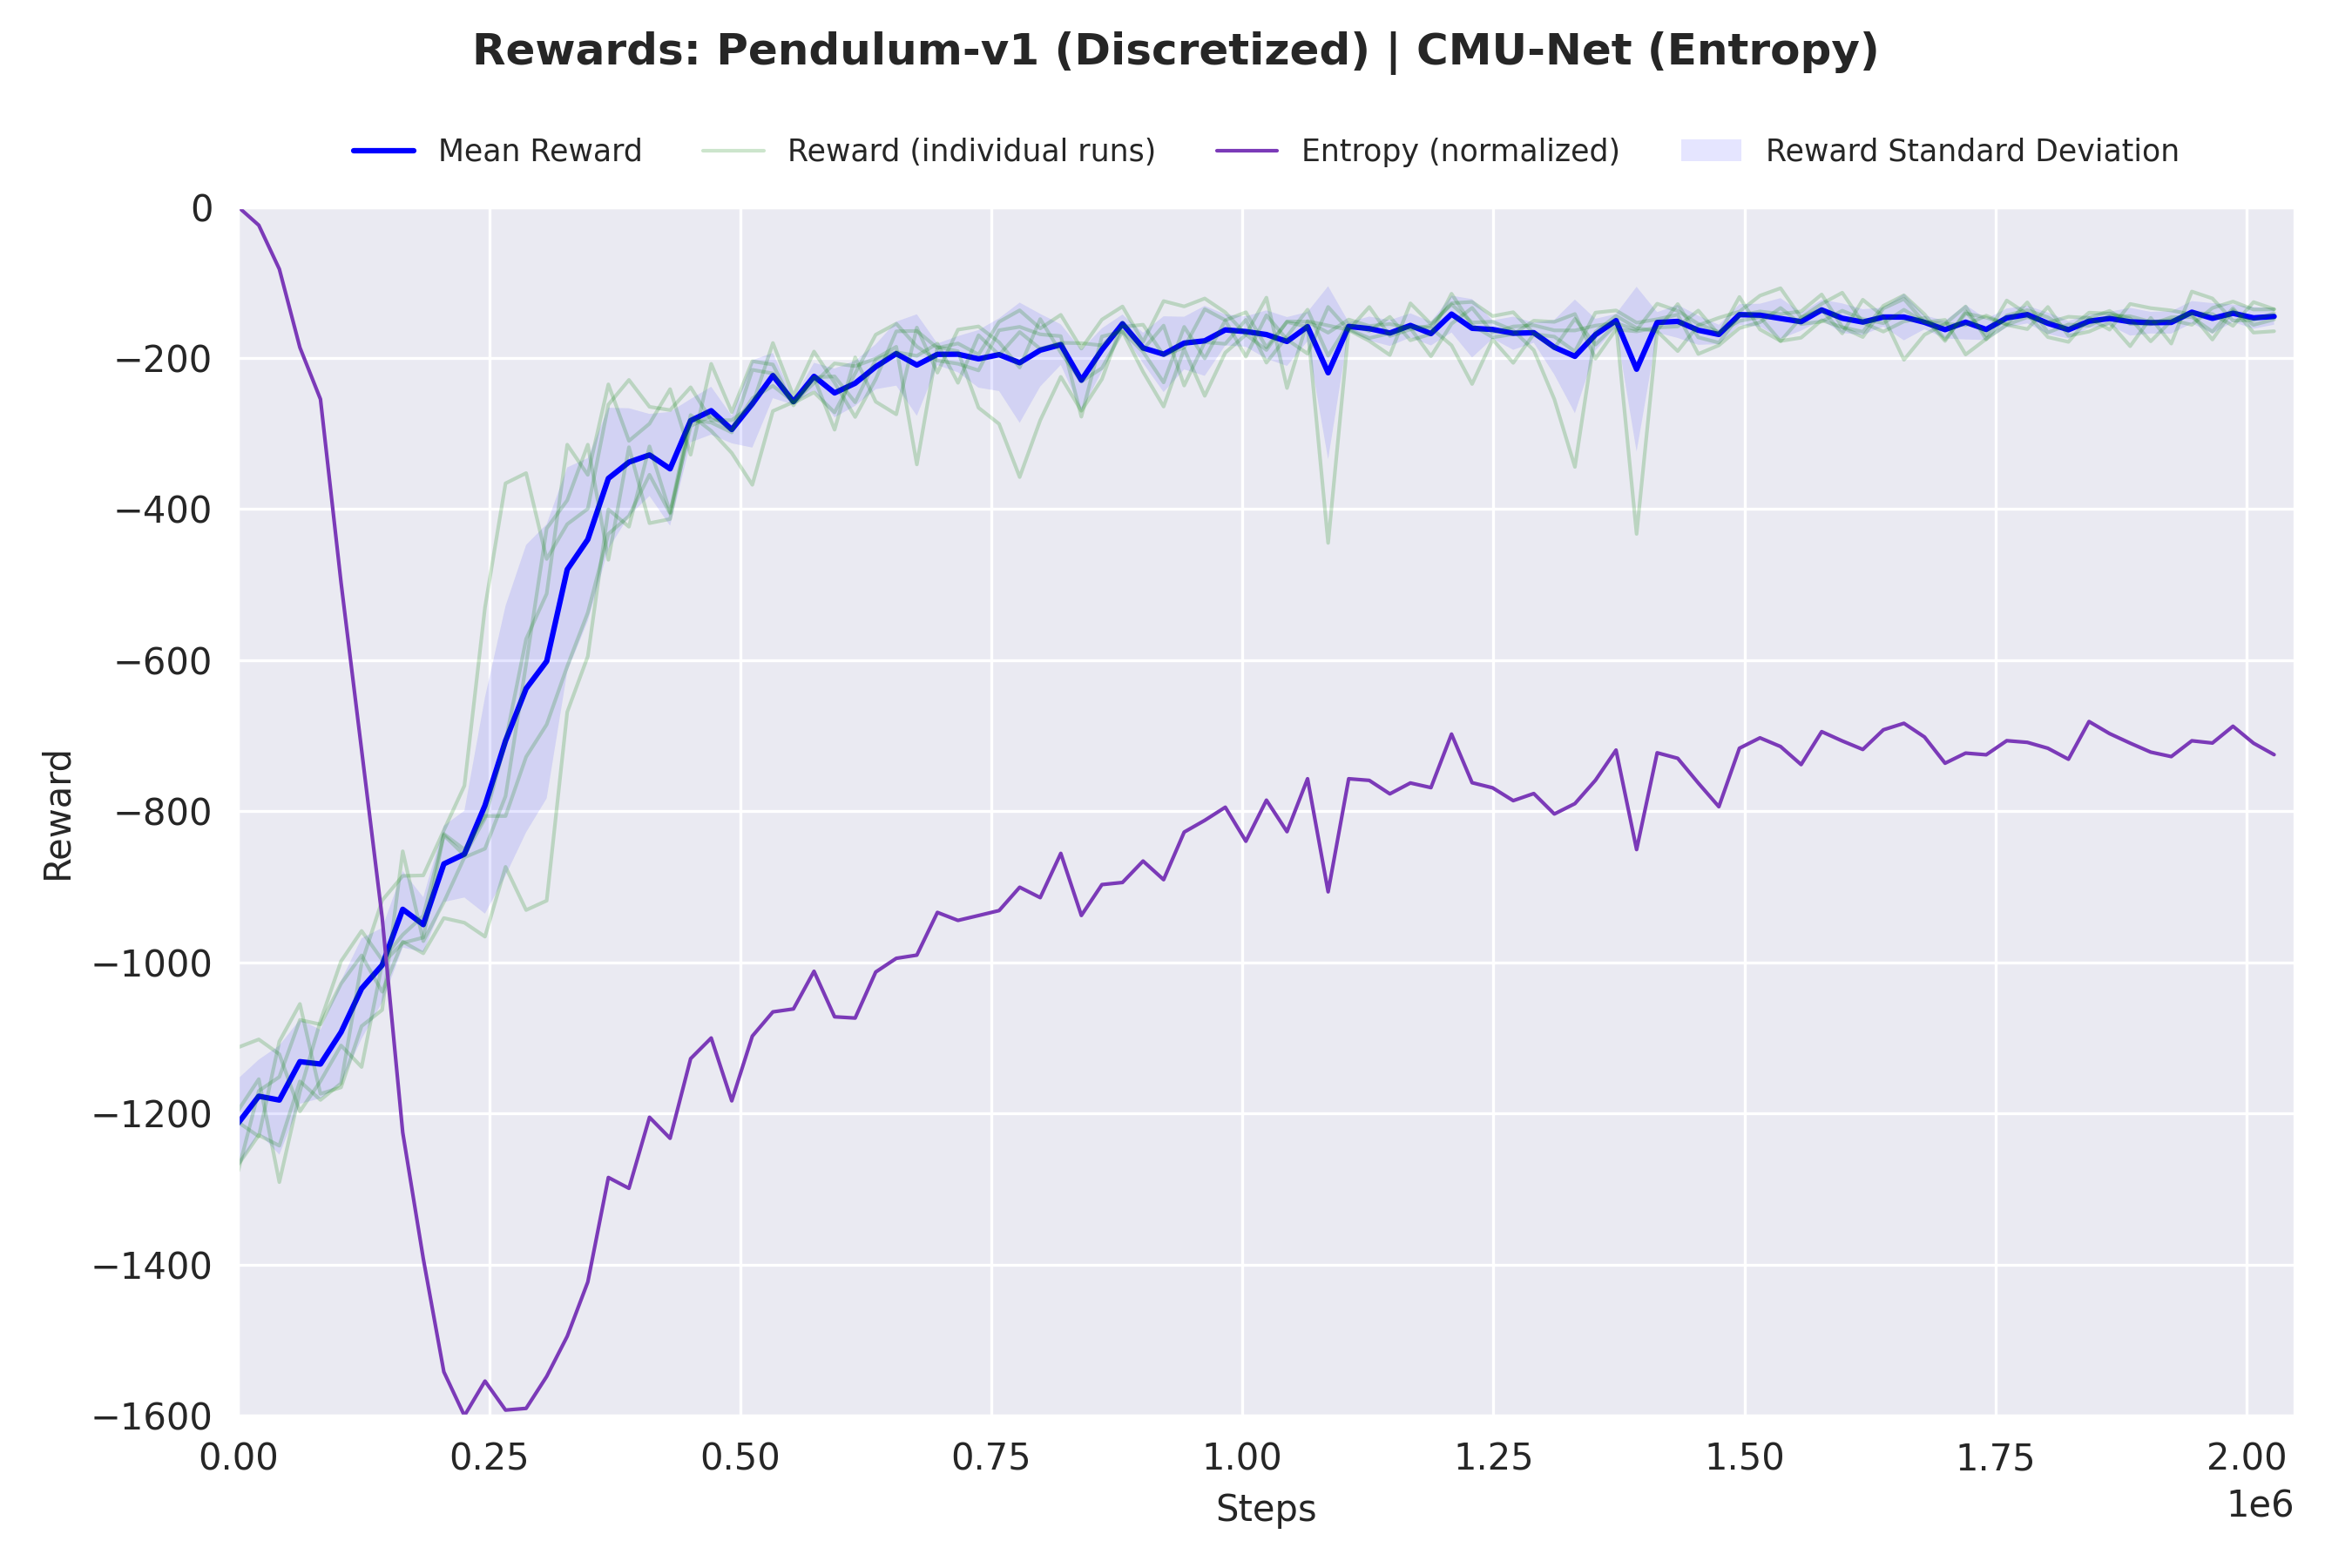 Rewards: Pendulum-v1 (Discretized) | CMU-Net (Entropy)
Mean Reward Reward (individual runs) Entropy (normalized) Reward Standard Deviation
0
−200
−400
−600
−800
−1000
−1200
−1400
−1600
Reward
0.00 0.25 0.50 0.75 1.00 1.25 1.50 1.75 2.00
1e6
Steps